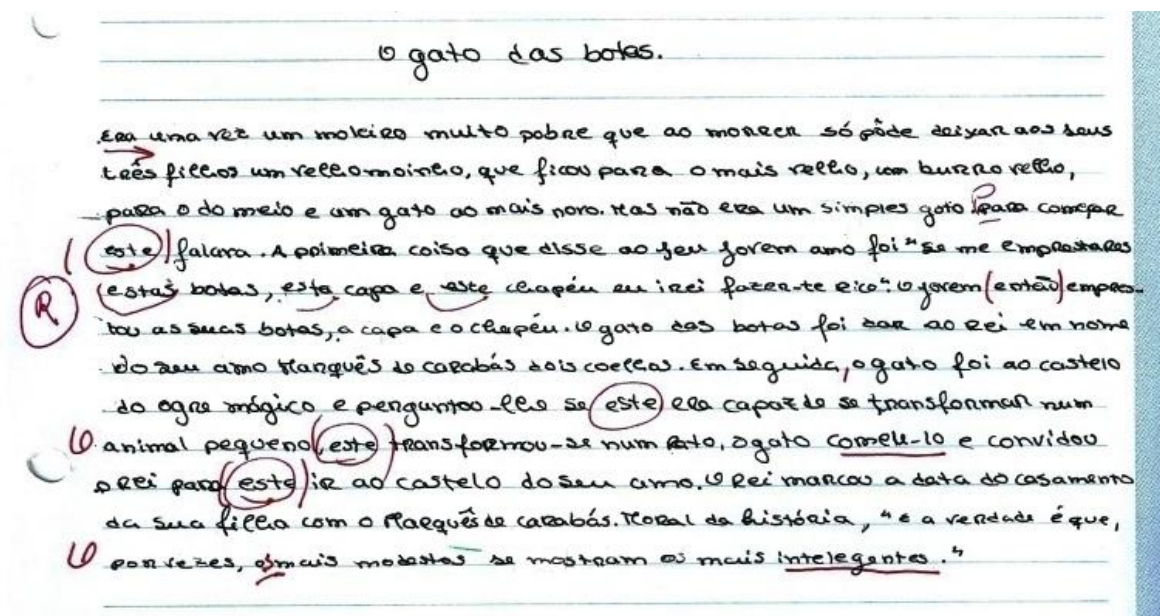 O gato das botas.
Era uma vez um moleiro muito pobre que ao morrer só pôde deixar aos seus
três filhos um velho moinho, que ficou para o mais velho, um burro velho,
para o do meio e um gato ao mais novo. Mas não era um simples gato para começar
este falava. A primeira coisa que disse ao seu jovem amo foi "se me emprestares
estas botas, esta capa e este chapéu eu irei fazer-te rico". O jovem então empres-
R
tou as suas botas, a capa e o chapéu. O gato das botas foi dar ao rei em nome
do seu amo Marquês de carabás dois coelhos. Em seguida, o gato foi ao castelo
do ogre mágico e perguntou-lhe se este era capaz de se transformar num
animal pequeno, este transformou-se num rato, o gato comeu-lo e convidou
o rei para este ir ao castelo do seu amo. O Rei marcou a data do casamento
da sua filha com o Marquês de carabás. Moral da história, "e a verdade é que,
por vezes, os mais modestos se mostram os mais intelegentes."